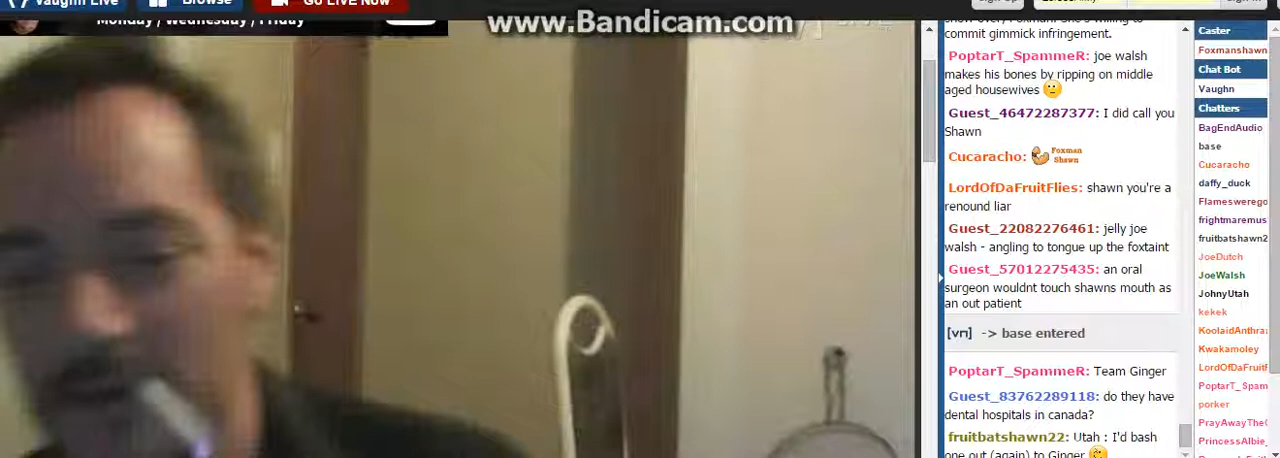 Vaughn Live
Browse
Go LIVE Now
Monday / Wednesday / Friday
www.Bandicam.com
commit gimmick infringement.
PoptarT_SpammeR: joe walsh
makes his bones by ripping on middle
aged housewives
Guest_46472287377: I did call you
Shawn
Cucaracho: Foxman
Shawn
LordOfDaFruitFlies: shawn you're a
renound liar
Guest_22082276461: jelly joe
walsh - angling to tongue up the foxtaint
Guest_57012275435: an oral
surgeon wouldnt touch shawns mouth as
an out patient
[vn] -> base entered
PoptarT_SpammeR: Team Ginger
Guest_83762289118: do they have
dental hospitals in canada?
fruitbatshawn22: Utah : I'd bash
one out (again) to Ginger
Caster
Foxmanshawn
Chat Bot
Vaughn
Chatters
BagEndAudio
base
Cucaracho
daffy_duck
Flameswerego
frightmaremus
fruitbatshawn2
JoeDutch
JoeWalsh
JohnyUtah
kekek
KoolaidAnthra
Kwakamoley
LordOfDaFruitF
PoptarT_Spam
porker
PrayAwayTheG
PrincessAlbie_